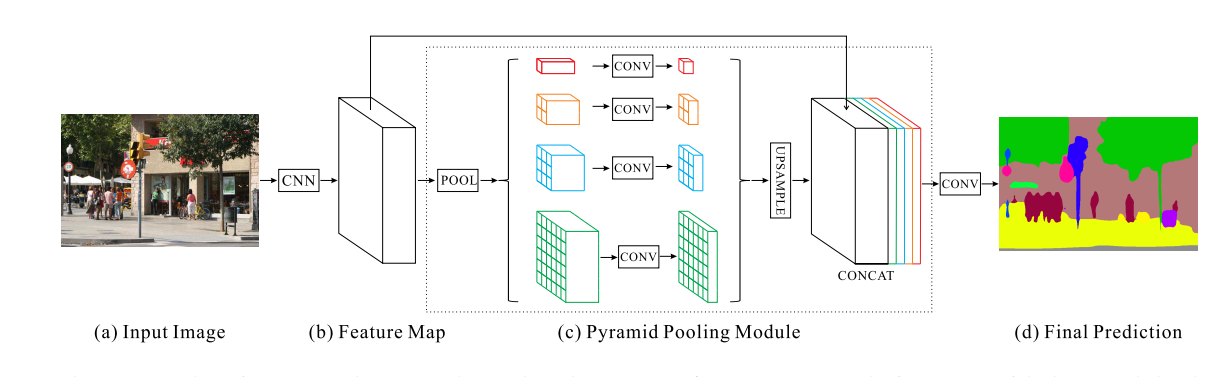 CNN
POOL
CONV
CONV
CONV
CONV
UPSAMPLE
CONCAT
CONV
(a) Input Image
(b) Feature Map
(c) Pyramid Pooling Module
(d) Final Prediction